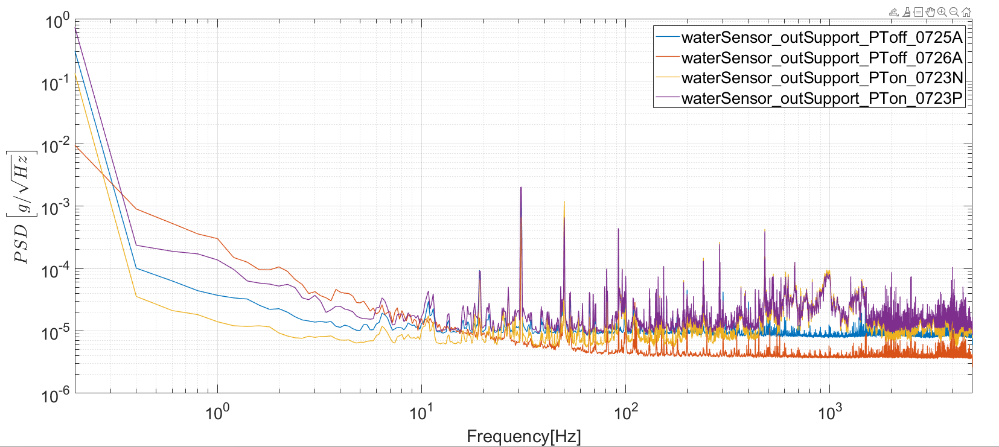 10^0
10^-1
10^-2
10^-3
10^-4
10^-5
10^-6
PSD [g/√Hz]
waterSensor_outSupport_PToff_0725A
waterSensor_outSupport_PToff_0726A
waterSensor_outSupport_PTon_0723N
waterSensor_outSupport_PTon_0723P
10^0 10^1 10^2 10^3
Frequency[Hz]